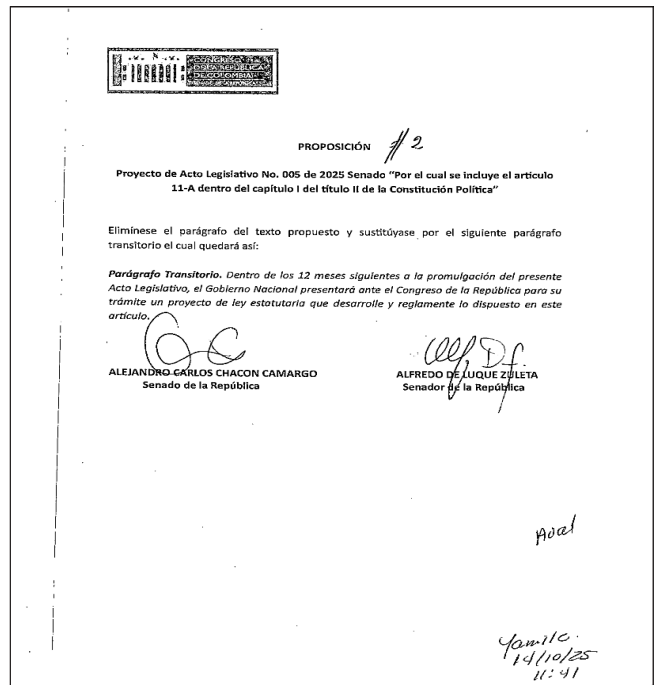 CONGRESO
DE LA REPÚBLICA
DE COLOMBIA
PROPOSICIÓN # 2
Proyecto de Acto Legislativo No. 005 de 2025 Senado “Por el cual se incluye el artículo
11-A dentro del capítulo I del título II de la Constitución Política”
Elimínese el parágrafo del texto propuesto y sustitúyase por el siguiente parágrafo
transitorio el cual quedará así:
Parágrafo Transitorio. Dentro de los 12 meses siguientes a la promulgación del presente
Acto Legislativo, el Gobierno Nacional presentará ante el Congreso de la República para su
trámite un proyecto de ley estatutaria que desarrolle y reglamente lo dispuesto en este
artículo.
ALEJANDRO CARLOS CHACON CAMARGO
Senado de la República
ALFREDO DE LUQUE ZULETA
Senador de la República
Aval
Yamile
14/10/25
11:41